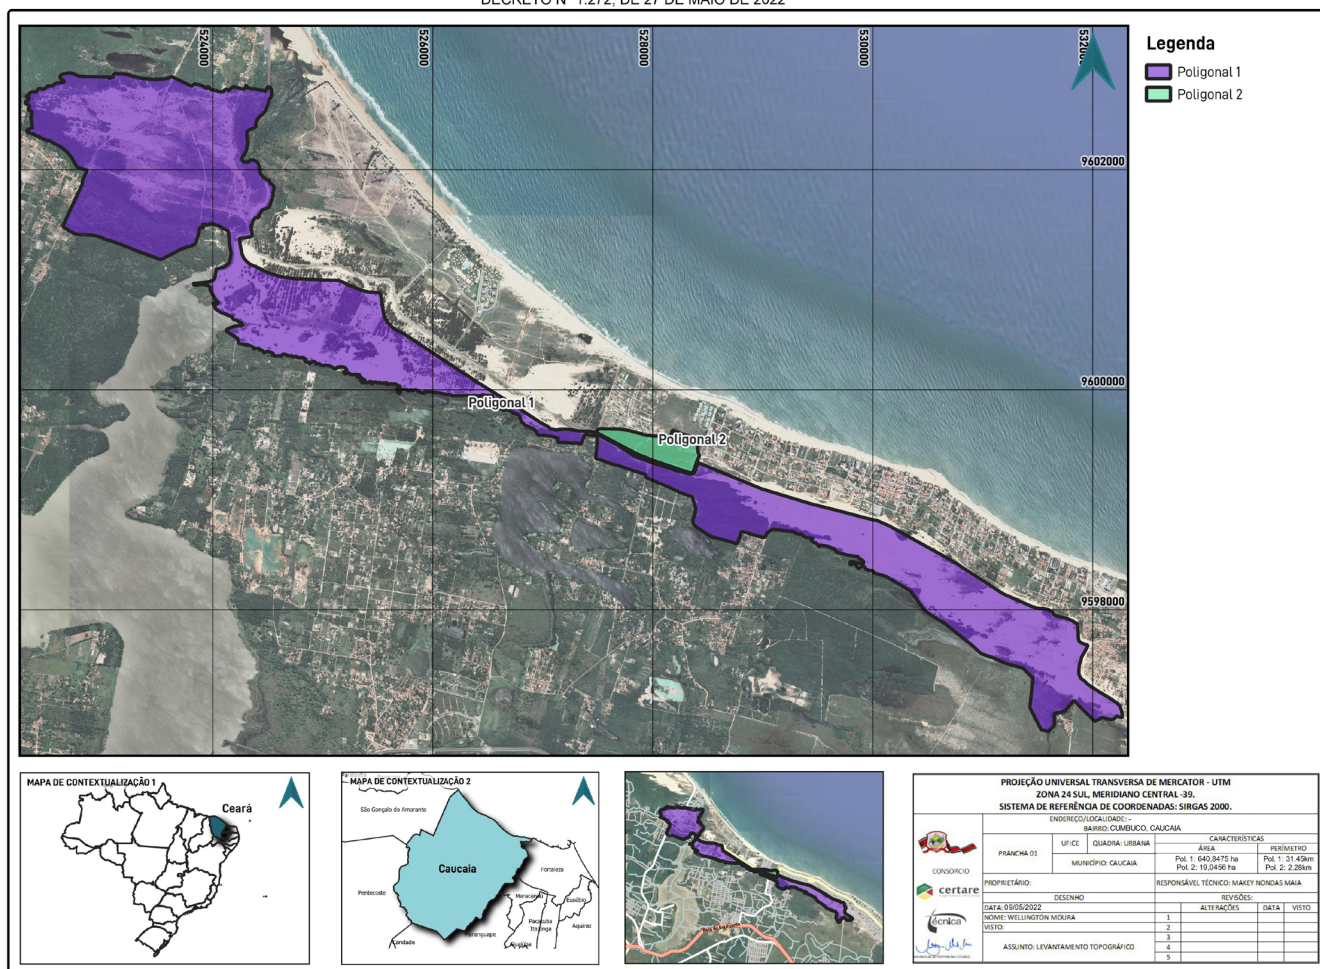 DECRETO Nº 1.272, DE 27 DE MAIO DE 2022
524000
526000
528000
530000
Legenda
Poligonal 1
Poligonal 2
9602000
9600000
Poligonal 1
Poligonal 2
9598000
MAPA DE CONTEXTUALIZAÇÃO 1
Ceará
MAPA DE CONTEXTUALIZAÇÃO 2
São Gonçalo do Amarante
Caucaia
Fortaleza
Pentecoste
Maracanaú
Eusébio
Pacatuba
Itaitinga
Aquiraz
Maranguape
Guaiúba
Caridade
PROJEÇÃO UNIVERSAL TRANSVERSA DE MERCATOR - UTM
ZONA 24 SUL, MERIDIANO CENTRAL -39.
SISTEMA DE REFERÊNCIA DE COORDENADAS: SIRGAS 2000.
ENDEREÇO/LOCALIDADE: -
BAIRRO: CUMBUCO, CAUCAIA
PRANCHA 01
UF:CE
QUADRA: URBANA
CARACTERÍSTICAS
ÁREA
PERÍMETRO
MUNICÍPIO: CAUCAIA
Pol. 1: 640,8475 ha
Pol. 1: 31.45km
Pol. 2: 19,0456 ha
Pol. 2: 2.28km
CONSÓRCIO
certare
técnica
PROPRIETÁRIO:
RESPONSÁVEL TÉCNICO: MAKEY NONDAS MAIA
DESENHO
REVISÕES:
DATA: 09/05/2022
ALTERAÇÕES
DATA
VISTO
NOME: WELLINGTON MOURA
1
VISTO:
2
3
ASSUNTO: LEVANTAMENTO TOPOGRÁFICO
4
5